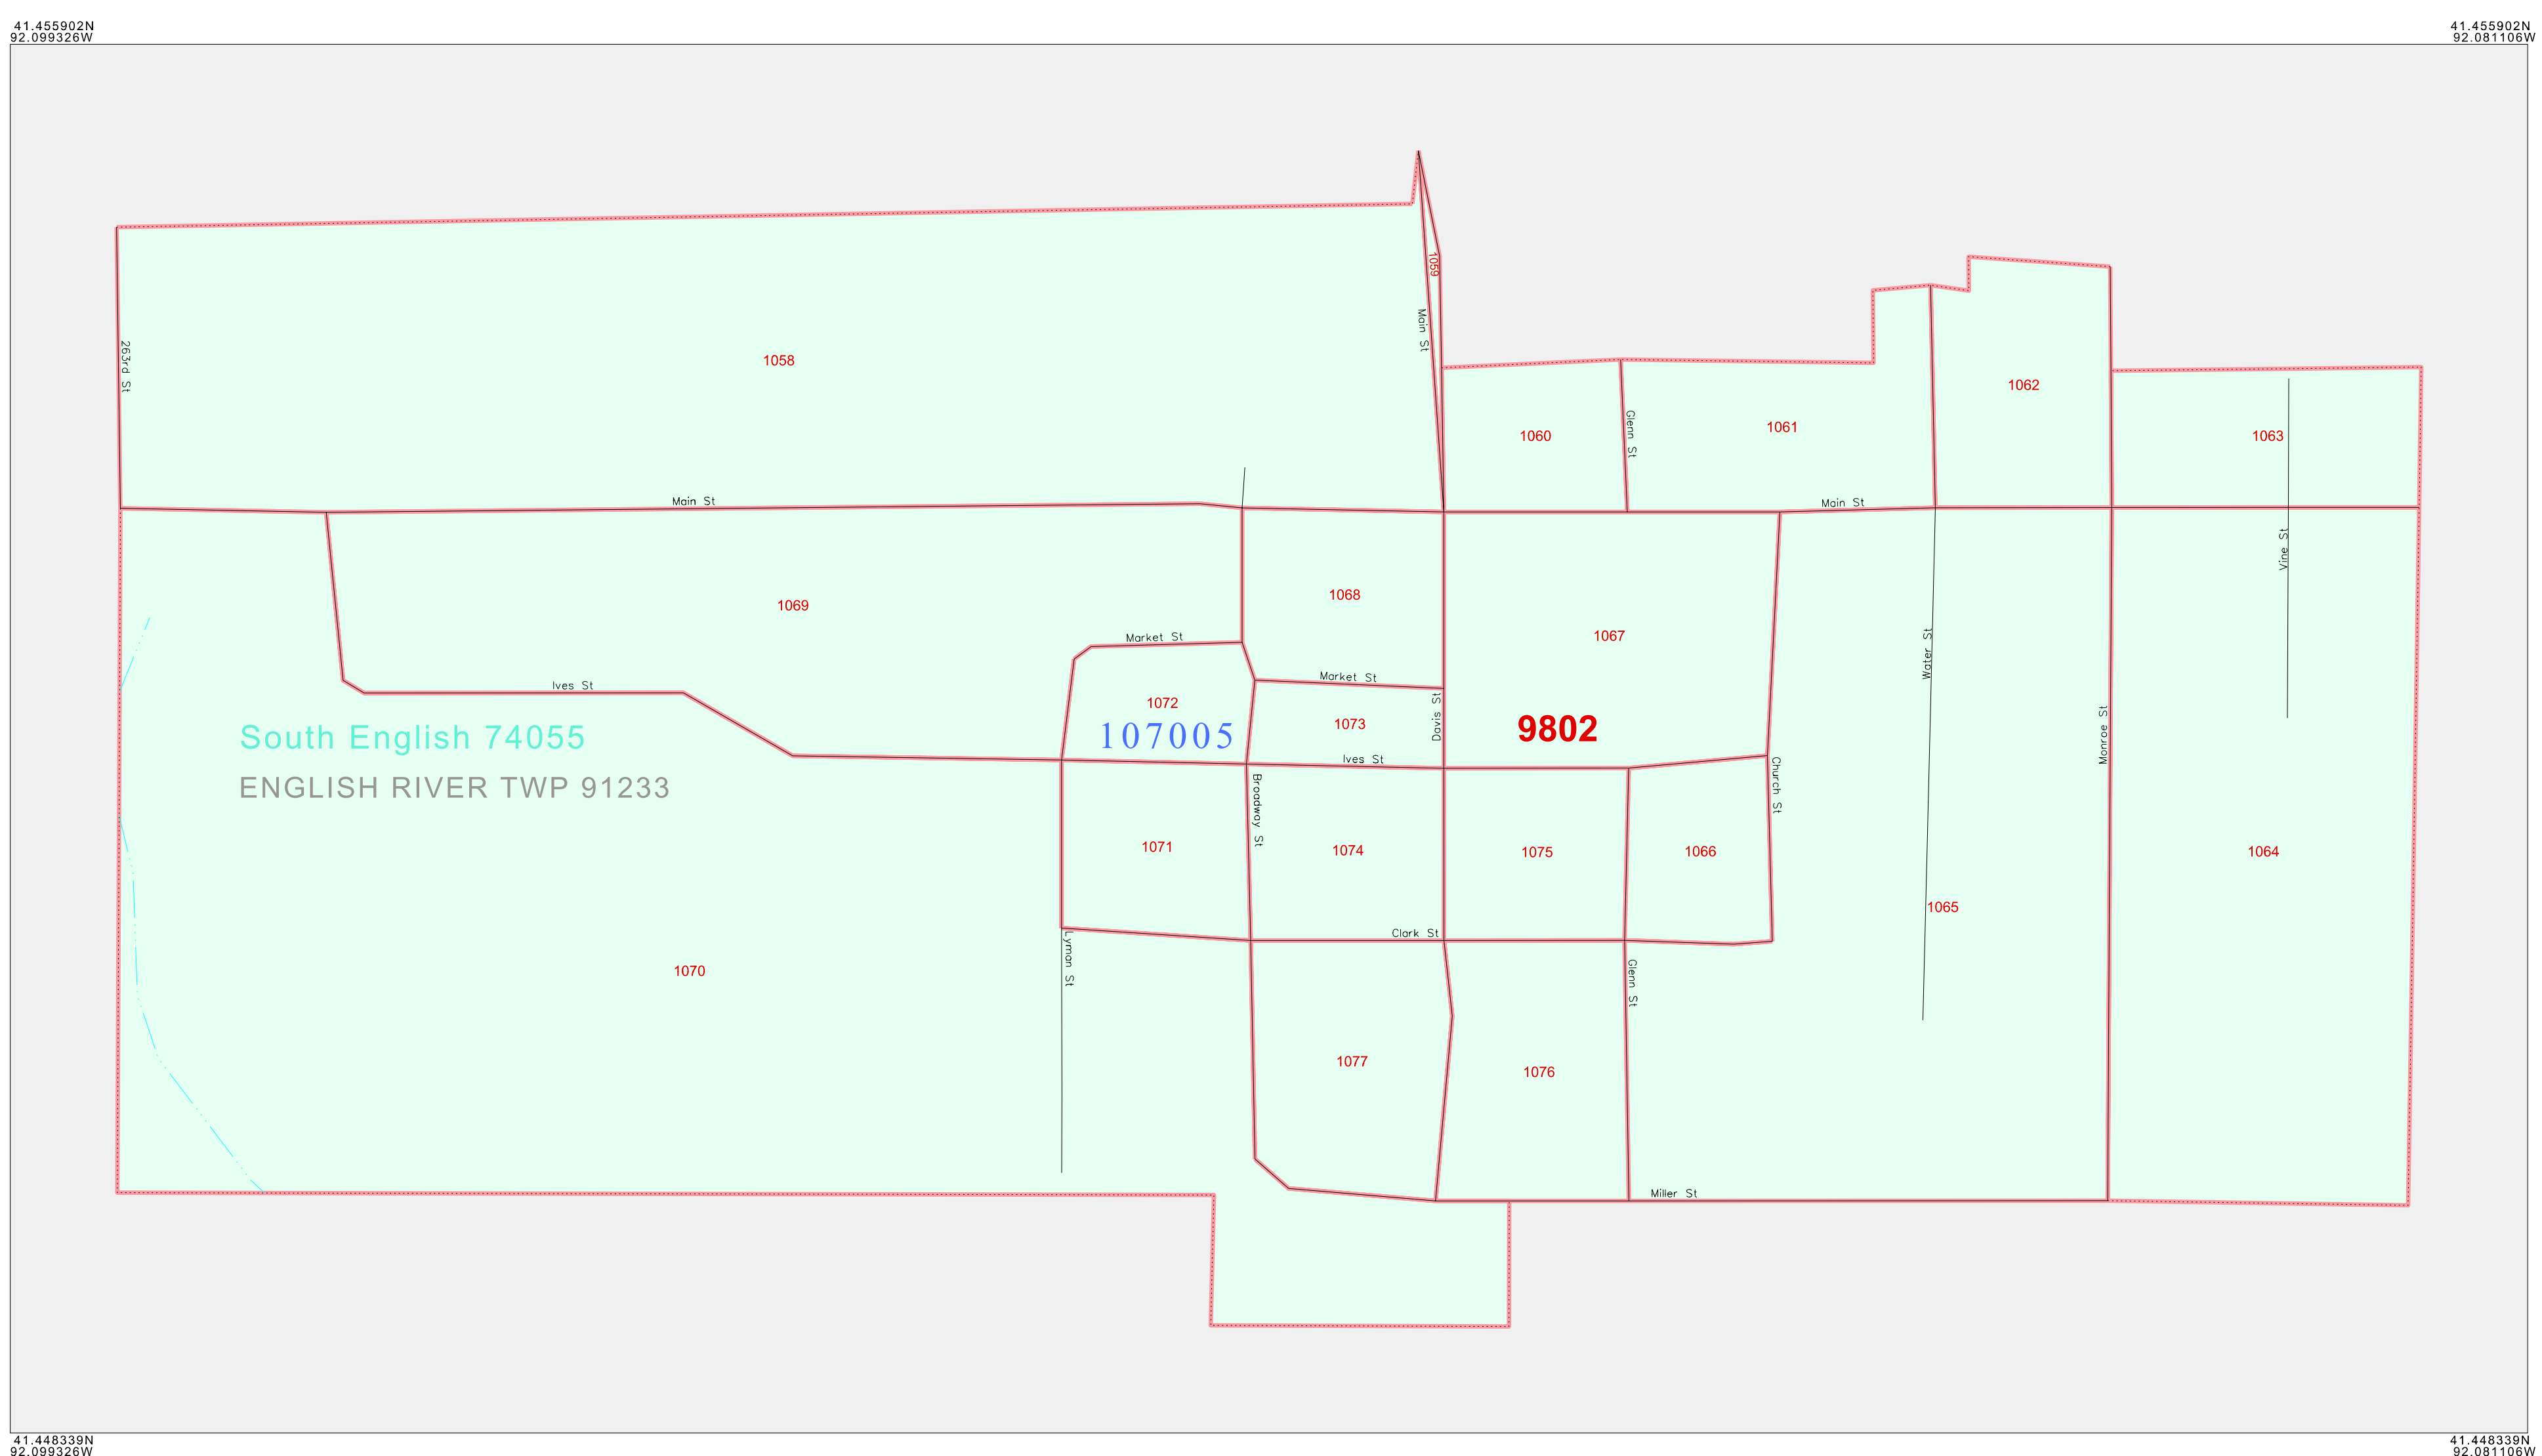 41.455902N
92.099326W
41.455902N
92.081106W
1059
Main St
263rd St
1058
1062
1060
Glenn St
1061
1063
Main St
Main St
Vine St
1068
1069
1067
Market St
Water St
Market St
Ives St
1072
107005
1073
Davis St
9802
Monroe St
South English 74055
Ives St
ENGLISH RIVER TWP 91233
Broadway St
Church St
1071
1074
1075
1066
1064
1065
Clark St
Lyman St
1070
Glenn St
1077
1076
Miller St
41.448339N
92.099326W
41.448339N
92.081106W